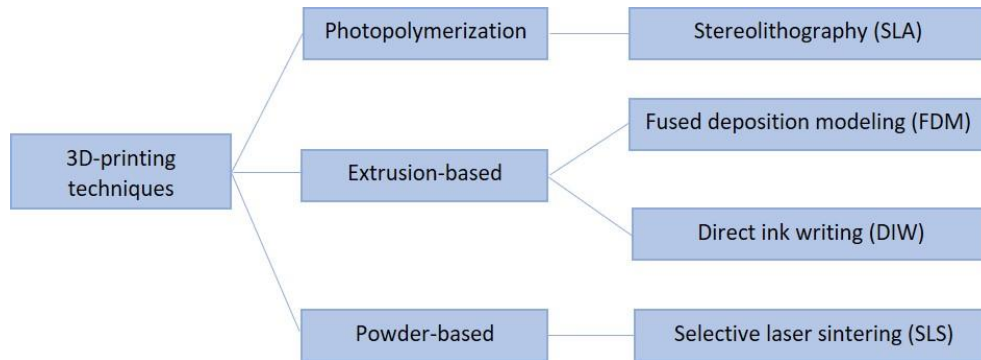 Photopolymerization
Stereolithography (SLA)
Fused deposition modeling (FDM)
3D-printing
techniques
Extrusion-based
Direct ink writing (DIW)
Powder-based
Selective laser sintering (SLS)